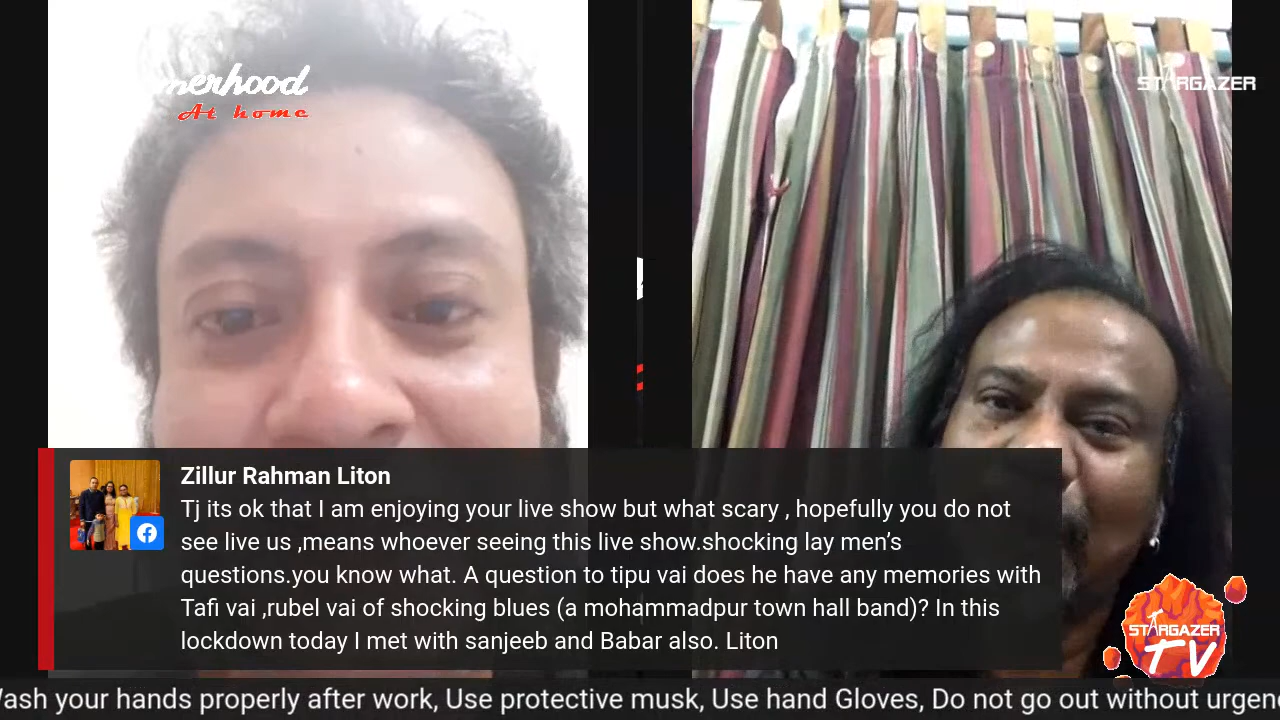 merhood
At home
STARGAZER
Zillur Rahman Liton
Tj its ok that I am enjoying your live show but what scary , hopefully you do not
see live us ,means whoever seeing this live show.shocking lay men’s
questions.you know what. A question to tipu vai does he have any memories with
Tafi vai ,rubel vai of shocking blues (a mohammadpur town hall band)? In this
lockdown today I met with sanjeeb and Babar also. Liton
STARGAZER
TV
Wash your hands properly after work, Use protective musk, Use hand Gloves, Do not go out without urgen